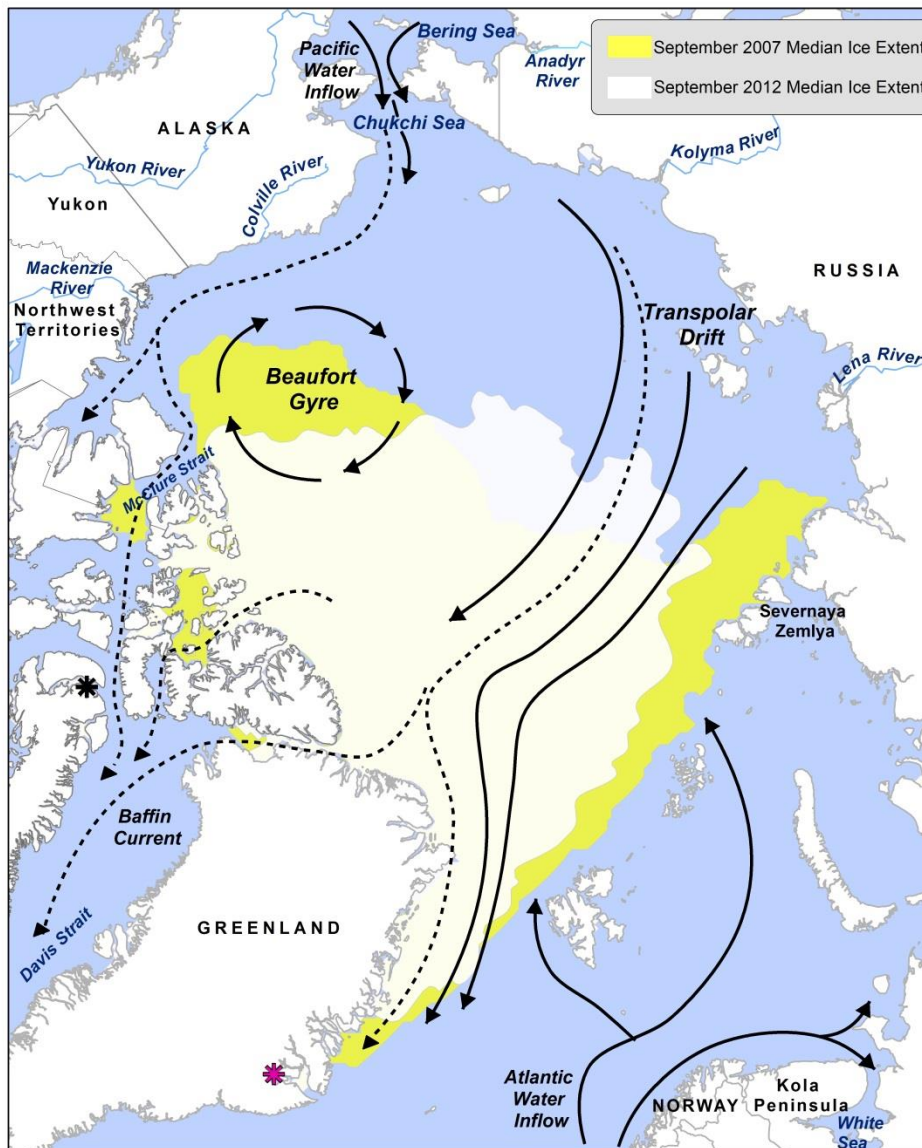 Pacific
Water
Inflow
Bering Sea
Anadyr
River
September 2007 Median Ice Extent
September 2012 Median Ice Extent
ALASKA
Chukchi Sea
Kolyma River
Yukon River
Colville River
Yukon
Mackenzie
River
Northwest
Territories
RUSSIA
Transpolar
Drift
Lena River
Beaufort
Gyre
McClure Strait
Severnaya
Zemlya
Baffin
Current
GREENLAND
Davis Strait
Atlantic
Water
Inflow
NORWAY
Kola
Peninsula
White
Sea